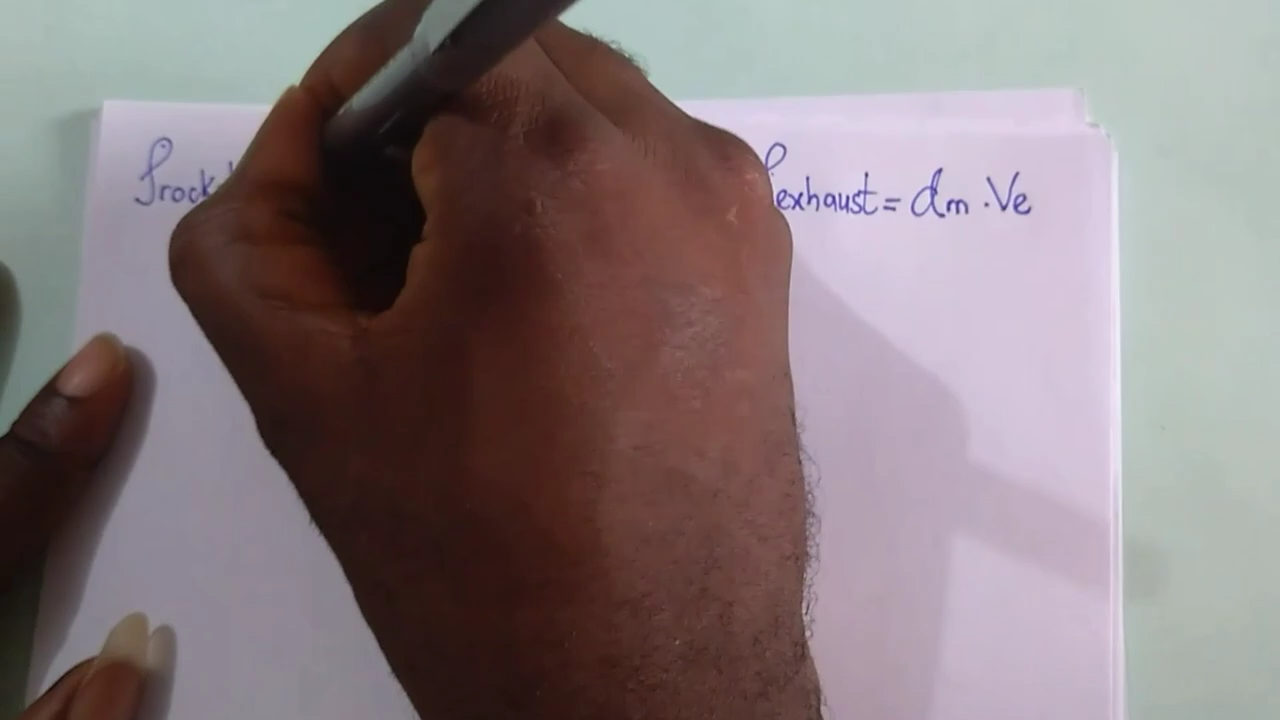 Prock
Pexhaust = dm · Ve